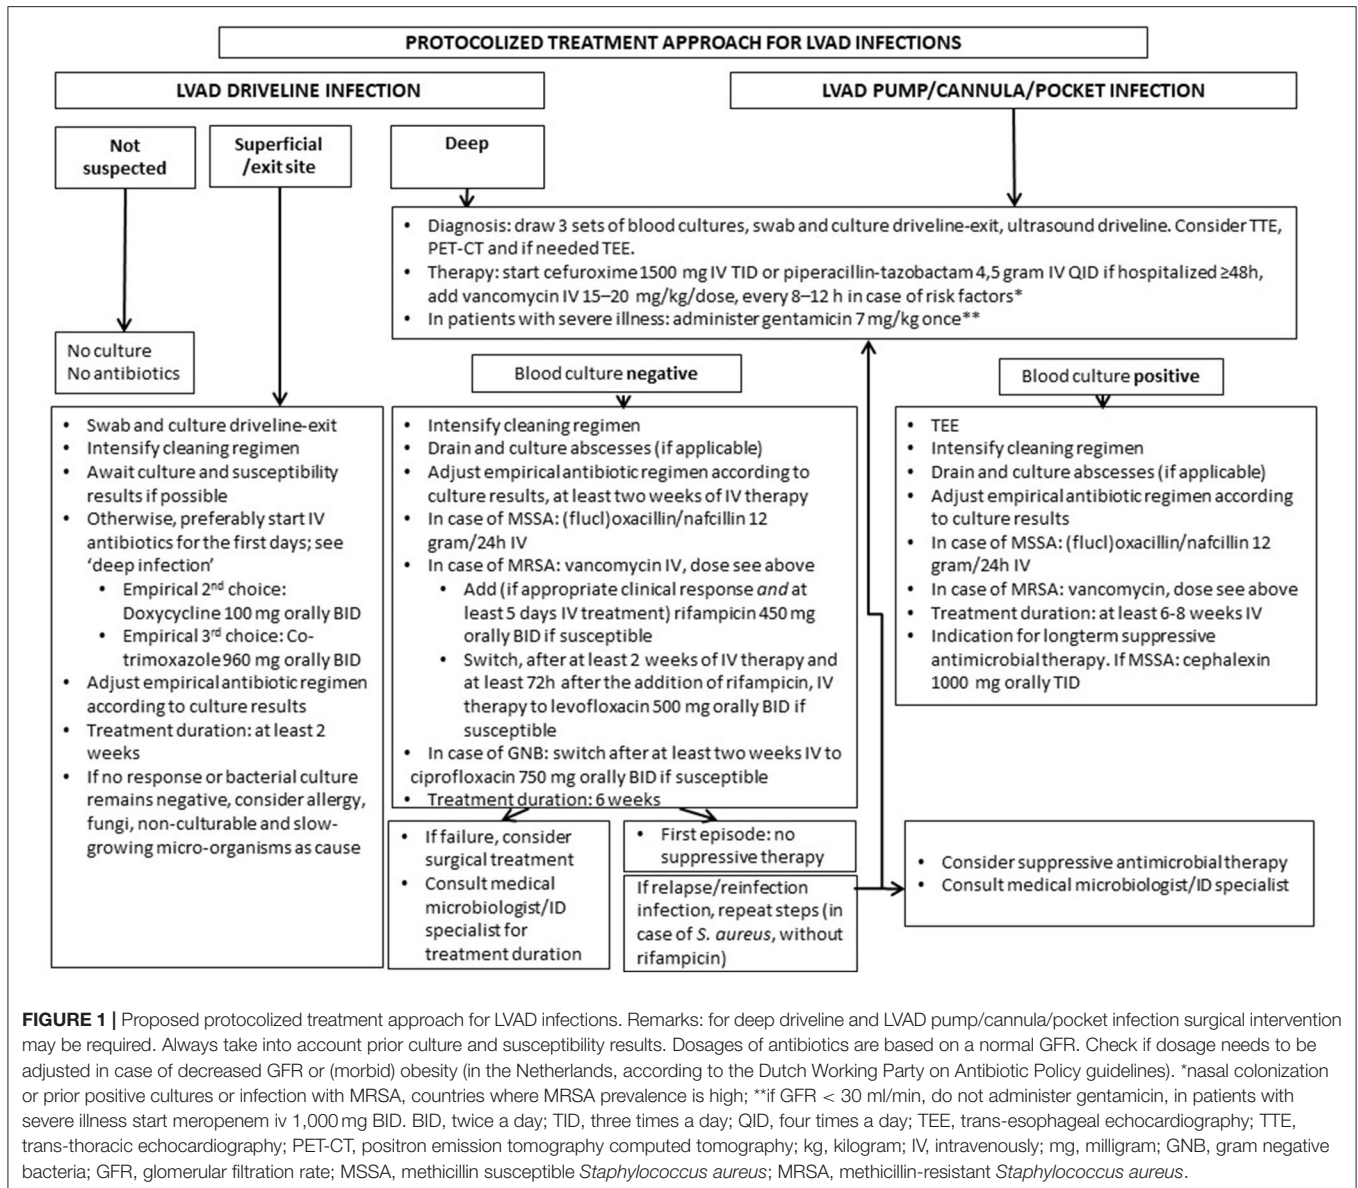 PROTOCOLIZED TREATMENT APPROACH FOR LVAD INFECTIONS
LVAD DRIVELINE INFECTION
LVAD PUMP/CANNULA/POCKET INFECTION
Not
suspected
Superficial
/exit site
Deep
• Diagnosis: draw 3 sets of blood cultures, swab and culture driveline-exit, ultrasound driveline. Consider TTE,
PET-CT and if needed TEE.
• Therapy: start cefuroxime 1500 mg IV TID or piperacillin-tazobactam 4,5 gram IV QID if hospitalized ≥48h,
add vancomycin IV 15–20 mg/kg/dose, every 8–12 h in case of risk factors*
• In patients with severe illness: administer gentamicin 7 mg/kg once**
No culture
No antibiotics
Blood culture negative
Blood culture positive
• Swab and culture driveline-exit
• Intensify cleaning regimen
• Await culture and susceptibility
results if possible
• Otherwise, preferably start IV
antibiotics for the first days; see
‘deep infection’
• Empirical 2nd choice:
Doxycycline 100 mg orally BID
• Empirical 3rd choice: Co-
trimoxazole 960 mg orally BID
• Adjust empirical antibiotic regimen
according to culture results
• Treatment duration: at least 2
weeks
• If no response or bacterial culture
remains negative, consider allergy,
fungi, non-culturable and slow-
growing micro-organisms as cause
• Intensify cleaning regimen
• Drain and culture abscesses (if applicable)
• Adjust empirical antibiotic regimen according to
culture results, at least two weeks of IV therapy
• In case of MSSA: (flucl)oxacillin/nafcillin 12
gram/24h IV
• In case of MRSA: vancomycin IV, dose see above
• Add (if appropriate clinical response and at
least 5 days IV treatment) rifampicin 450 mg
orally BID if susceptible
• Switch, after at least 2 weeks of IV therapy and
at least 72h after the addition of rifampicin, IV
therapy to levofloxacin 500 mg orally BID if
susceptible
• In case of GNB: switch after at least two weeks IV to
ciprofloxacin 750 mg orally BID if susceptible
• Treatment duration: 6 weeks
• TEE
• Intensify cleaning regimen
• Drain and culture abscesses (if applicable)
• Adjust empirical antibiotic regimen according
to culture results
• In case of MSSA: (flucl)oxacillin/nafcillin 12
gram/24h IV
• In case of MRSA: vancomycin, dose see above
• Treatment duration: at least 6-8 weeks IV
• Indication for longterm suppressive
antimicrobial therapy. If MSSA: cephalexin
1000 mg orally TID
• If failure, consider
surgical treatment
• Consult medical
microbiologist/ID
specialist for
treatment duration
• First episode: no
suppressive therapy
If relapse/reinfection
infection, repeat steps (in
case of S. aureus, without
rifampicin)
• Consider suppressive antimicrobial therapy
• Consult medical microbiologist/ID specialist
FIGURE 1 | Proposed protocolized treatment approach for LVAD infections. Remarks: for deep driveline and LVAD pump/cannula/pocket infection surgical intervention
may be required. Always take into account prior culture and susceptibility results. Dosages of antibiotics are based on a normal GFR. Check if dosage needs to be
adjusted in case of decreased GFR or (morbid) obesity (in the Netherlands, according to the Dutch Working Party on Antibiotic Policy guidelines). *nasal colonization
or prior positive cultures or infection with MRSA, countries where MRSA prevalence is high; **if GFR < 30 ml/min, do not administer gentamicin, in patients with
severe illness start meropenem iv 1,000 mg BID. BID, twice a day; TID, three times a day; QID, four times a day; TEE, trans-esophageal echocardiography; TTE,
trans-thoracic echocardiography; PET-CT, positron emission tomography computed tomography; kg, kilogram; IV, intravenously; mg, milligram; GNB, gram negative
bacteria; GFR, glomerular filtration rate; MSSA, methicillin susceptible Staphylococcus aureus; MRSA, methicillin-resistant Staphylococcus aureus.